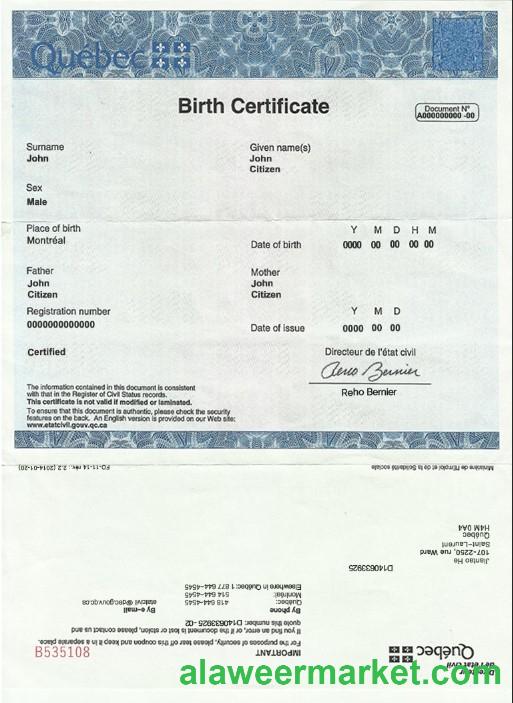 Québec
Birth Certificate
Document Nº
A000000000 -00
Surname
John
Given name(s)
John
Citizen
Sex
Male
Place of birth
Montréal
Y M D H M
Date of birth 0000 00 00 00 00
Father
John
Citizen
Mother
John
Citizen
Registration number
0000000000000
Y M D
Date of issue 0000 00 00
Certified
Directeur de l'état civil
Reho Bernier
Reho Bernier
The information contained in this document is consistent
with that in the Register of Civil Status records.
This certificate is not valid if modified or laminated.
To ensure that this document is authentic, please check the security
features on the back. An English version is provided on our Web site:
www.etatcivil.gouv.qc.ca
Ministère de l'Emploi et de la Solidarité sociale
FO-11-14 rév. : 2.2 (2014-01-20)
Jiantao He
107-2250, rue Ward
Saint-Laurent
Québec
H4M 0A4
D140633925
Directeur
de l'état civil
Québec
IMPORTANT
For the purposes of security, please tear off this coupon and keep it in a separate place.
If you find an error, or if the document is lost or stolen, please contact us and
quote this number: D140633925-02
By phone
Québec: 418 644-4545
Montréal: 514 644-4545
Elsewhere in Québec: 1 877 644-4545
By e-mail
etatcivil@dec.gouv.qc.ca
B535108
alaweermarket.com